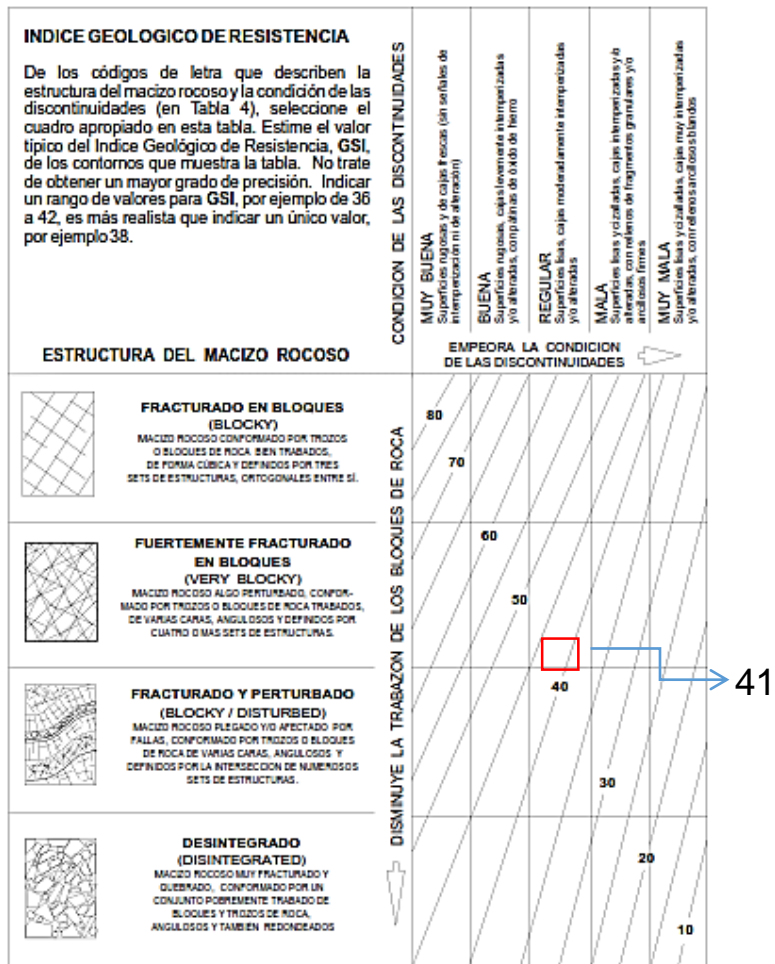 INDICE GEOLOGICO DE RESISTENCIA
De los códigos de letra que describen la
estructura del macizo rocoso y la condición de las
discontinuidades (en Tabla 4), seleccione el
cuadro apropiado en esta tabla. Estime el valor
típico del Indice Geológico de Resistencia, GSI,
de los contornos que muestra la tabla. No trate
de obtener un mayor grado de precisión. Indicar
un rango de valores para GSI, por ejemplo de 36
a 42, es más realista que indicar un único valor,
por ejemplo 38.
ESTRUCTURA DEL MACIZO ROCOSO
CONDICION DE LAS DISCONTINUIDADES
MUY BUENA
Superficies rugosas y de cajas frescas (sin señales de
intemperización ni de alteración)
BUENA
Superficies rugosas, cajas levemente intemperizadas
y/o alteradas, con patinas de óxido de hierro
REGULAR
Superficies lisas, cajas moderadamente intemperizadas
y/o alteradas
MALA
Superficies lisas y cizalladas, cajas intemperizadas y/o
alteradas, con rellenos de fragmentos granulares y/o
arcillosos firmes
MUY MALA
Superficies lisas y cizalladas, cajas muy intemperizadas
y/o alteradas, con rellenos arcillosos blandos
EMPEORA LA CONDICION
DE LAS DISCONTINUIDADES
DISMINUYE LA TRABAZON DE LOS BLOQUES DE ROCA
FRACTURADO EN BLOQUES
(BLOCKY)
MACIZO ROCOSO CONFORMADO POR TROZOS
O BLOQUES DE ROCA BIEN TRABADOS,
DE FORMA CÚBICA Y DEFINIDOS POR TRES
SETS DE ESTRUCTURAS, ORTOGONALES ENTRE SÍ.
80
70
FUERTEMENTE FRACTURADO
EN BLOQUES
(VERY BLOCKY)
MACIZO ROCOSO ALGO PERTURBADO, CONFOR-
MADO POR TROZOS O BLOQUES DE ROCA TRABADOS,
DE VARIAS CARAS, ANGULOSOS Y DEFINIDOS POR
CUATRO O MAS SETS DE ESTRUCTURAS.
60
50
FRACTURADO Y PERTURBADO
(BLOCKY / DISTURBED)
MACIZO ROCOSO PLEGADO Y/O AFECTADO POR
FALLAS, CONFORMADO POR TROZOS O BLOQUES
DE ROCA DE VARIAS CARAS, ANGULOSOS Y
DEFINIDOS POR LA INTERSECCION DE NUMEROSOS
SETS DE ESTRUCTURAS.
40
41
30
DESINTEGRADO
(DISINTEGRATED)
MACIZO ROCOSO MUY FRACTURADO Y
QUEBRADO, CONFORMADO POR UN
CONJUNTO POBREMENTE TRABADO DE
BLOQUES Y TROZOS DE ROCA,
ANGULOSOS Y TAMBIEN REDONDEADOS
20
10